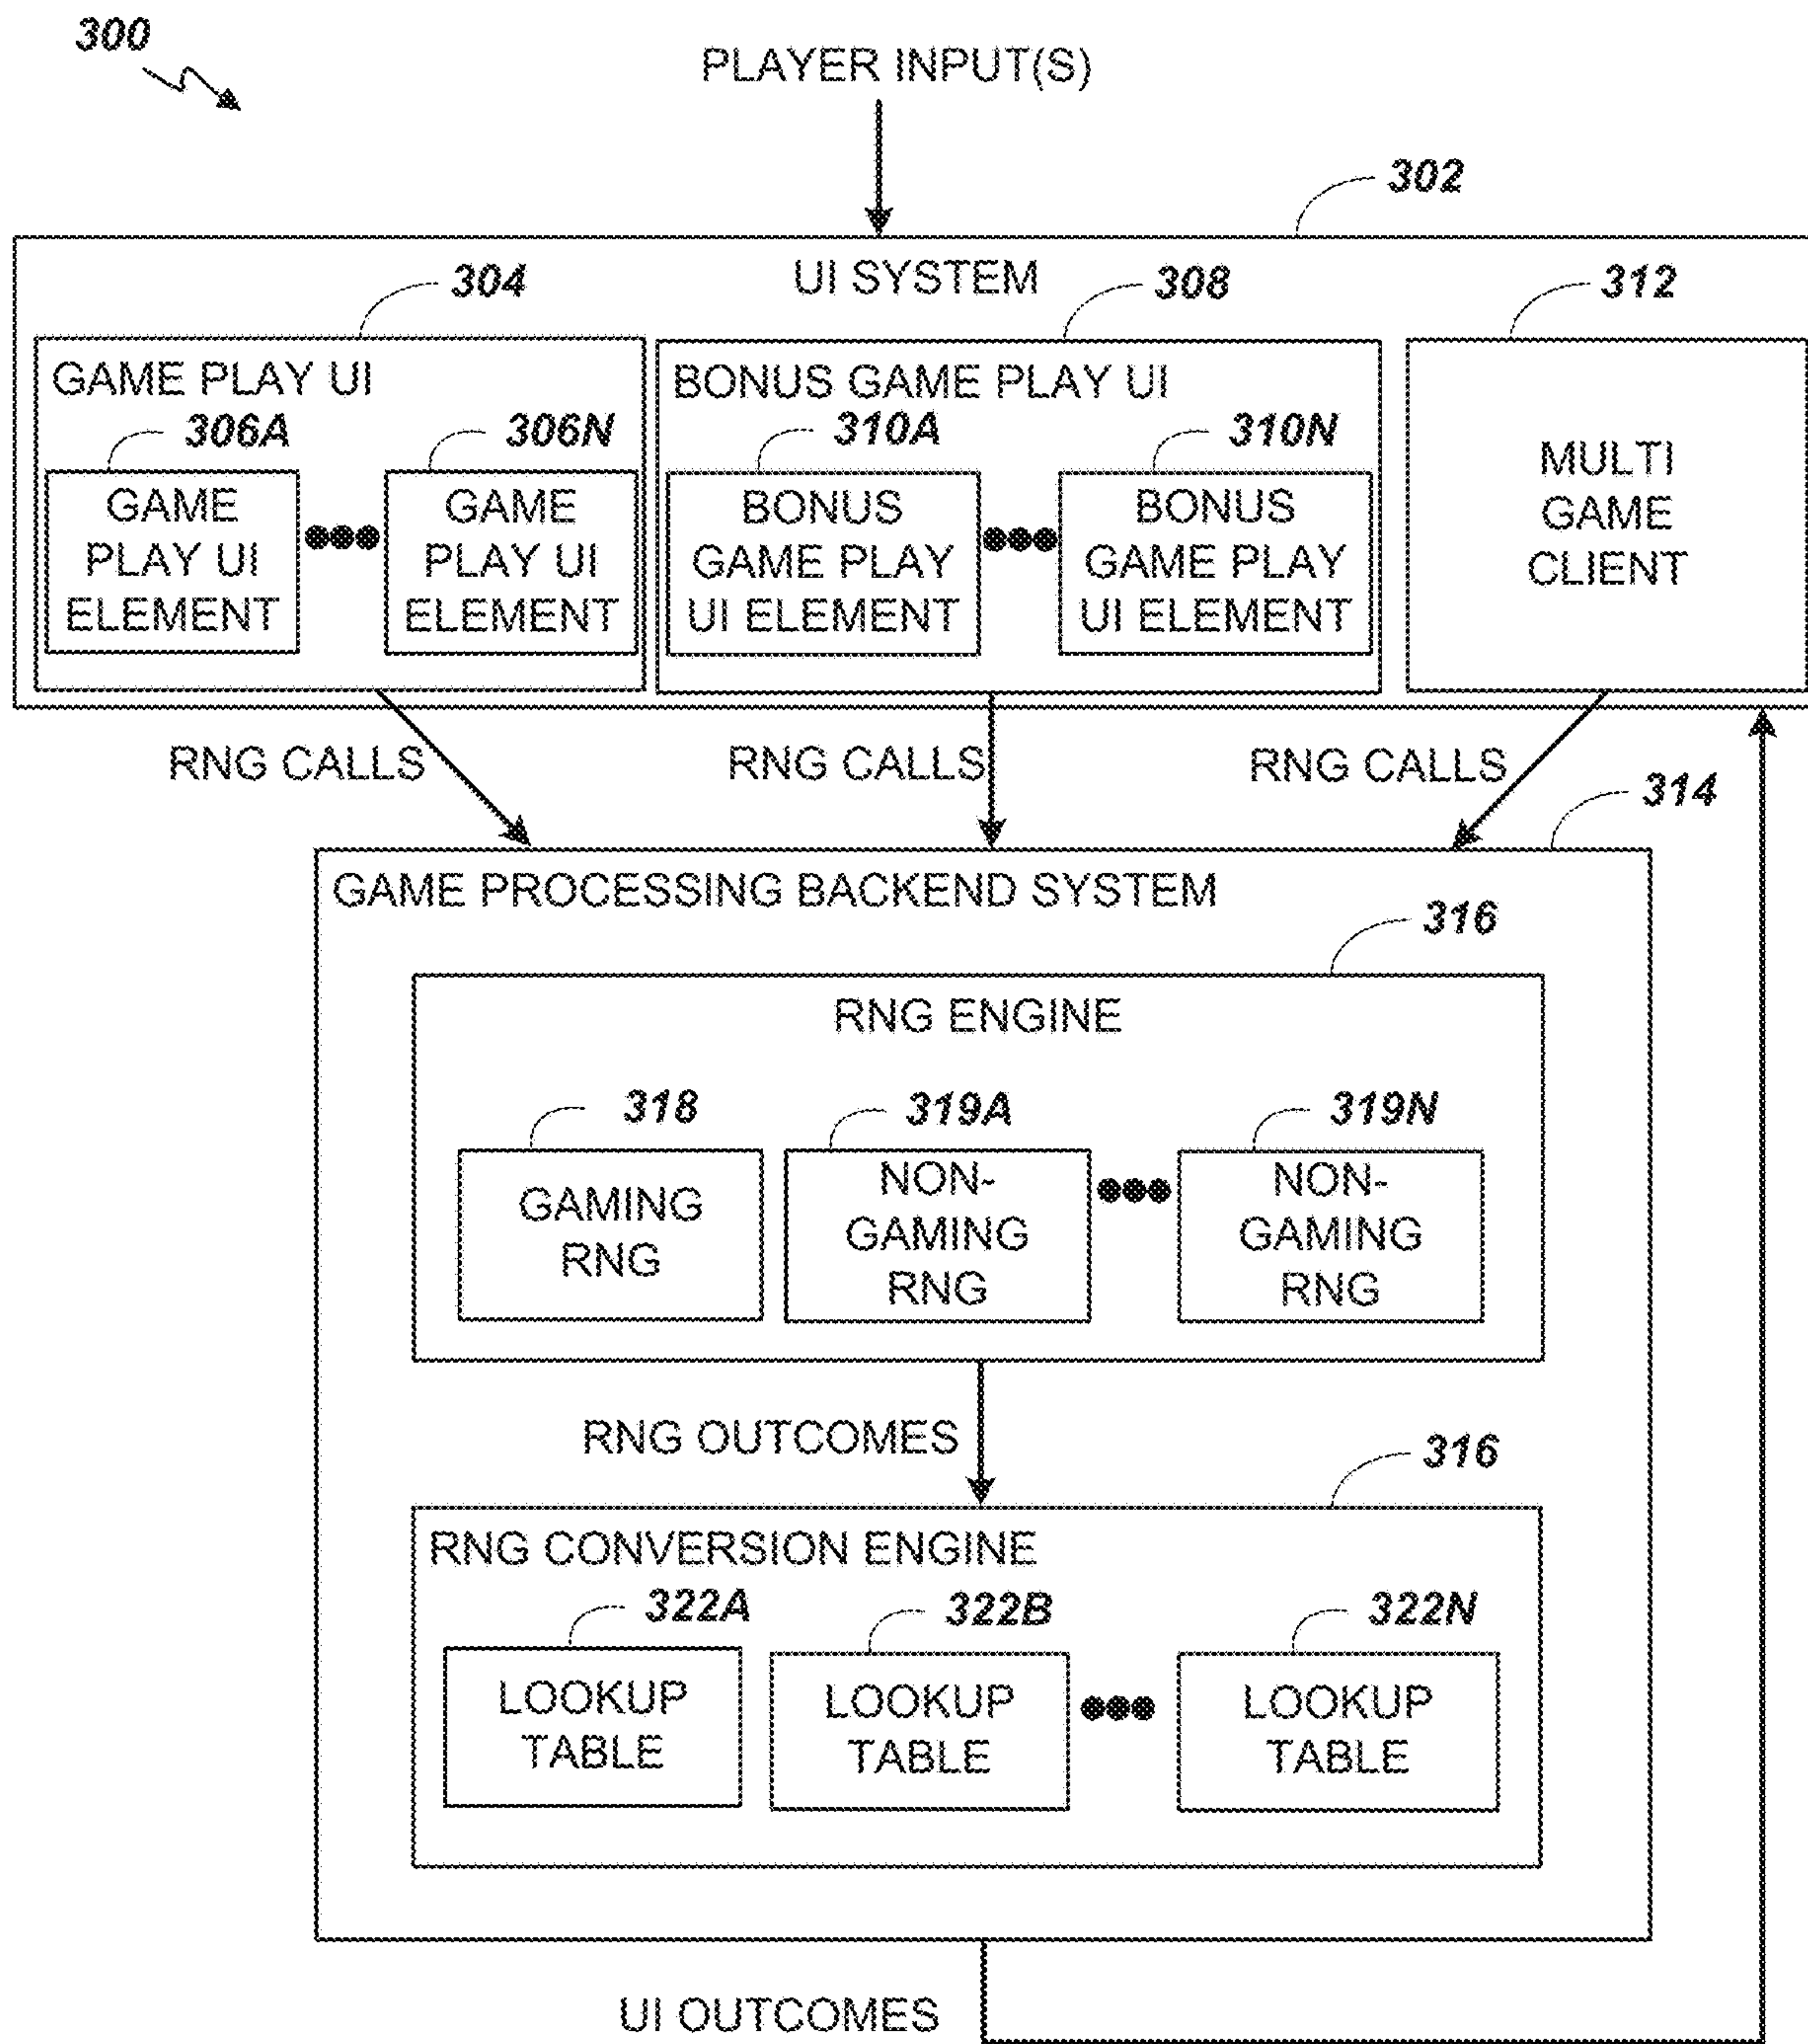 300
PLAYER INPUT(S)
302
UI SYSTEM
304
308
312
GAME PLAY UI
BONUS GAME PLAY UI
306A
306N
310A
310N
GAME
PLAY UI
ELEMENT
GAME
PLAY UI
ELEMENT
BONUS
GAME PLAY
UI ELEMENT
BONUS
GAME PLAY
UI ELEMENT
MULTI
GAME
CLIENT
RNG CALLS
RNG CALLS
RNG CALLS
314
GAME PROCESSING BACKEND SYSTEM
316
RNG ENGINE
318
319A
319N
GAMING
RNG
NON-
GAMING
RNG
NON-
GAMING
RNG
RNG OUTCOMES
316
RNG CONVERSION ENGINE
322A
322B
322N
LOOKUP
TABLE
LOOKUP
TABLE
LOOKUP
TABLE
UI OUTCOMES